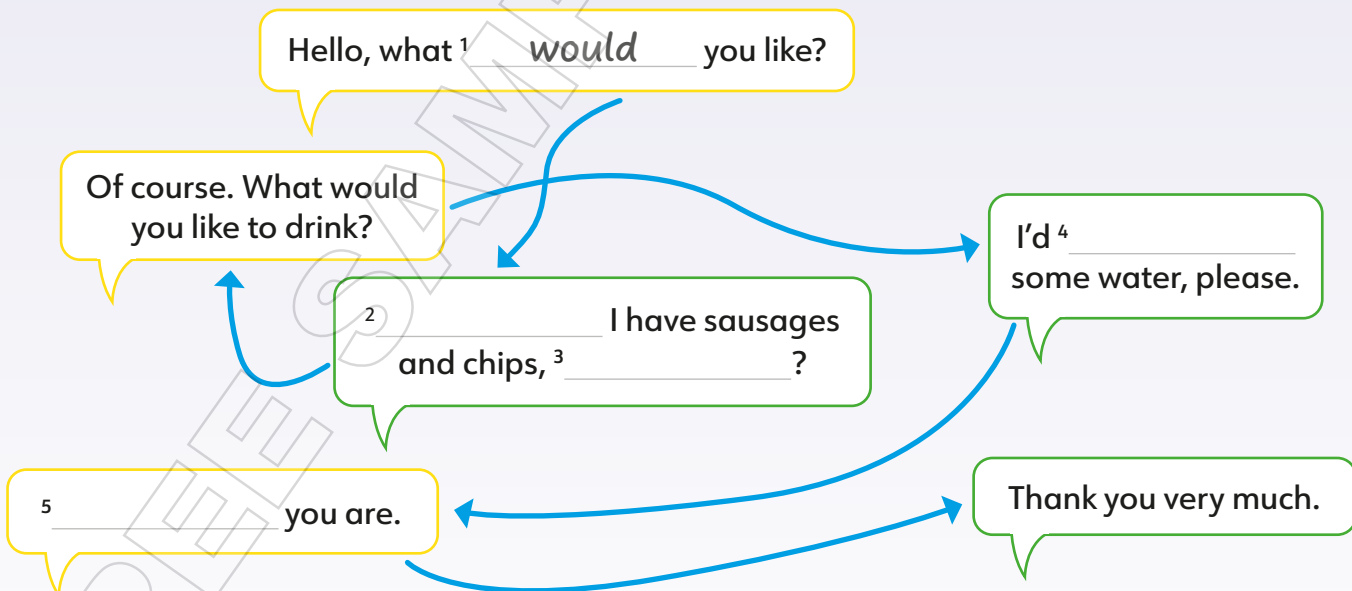 Hello, what 1 would you like?
Of course. What would
you like to drink?
2 I have sausages
and chips, 3 ?
I'd 4
some water, please.
5 you are.
Thank you very much.